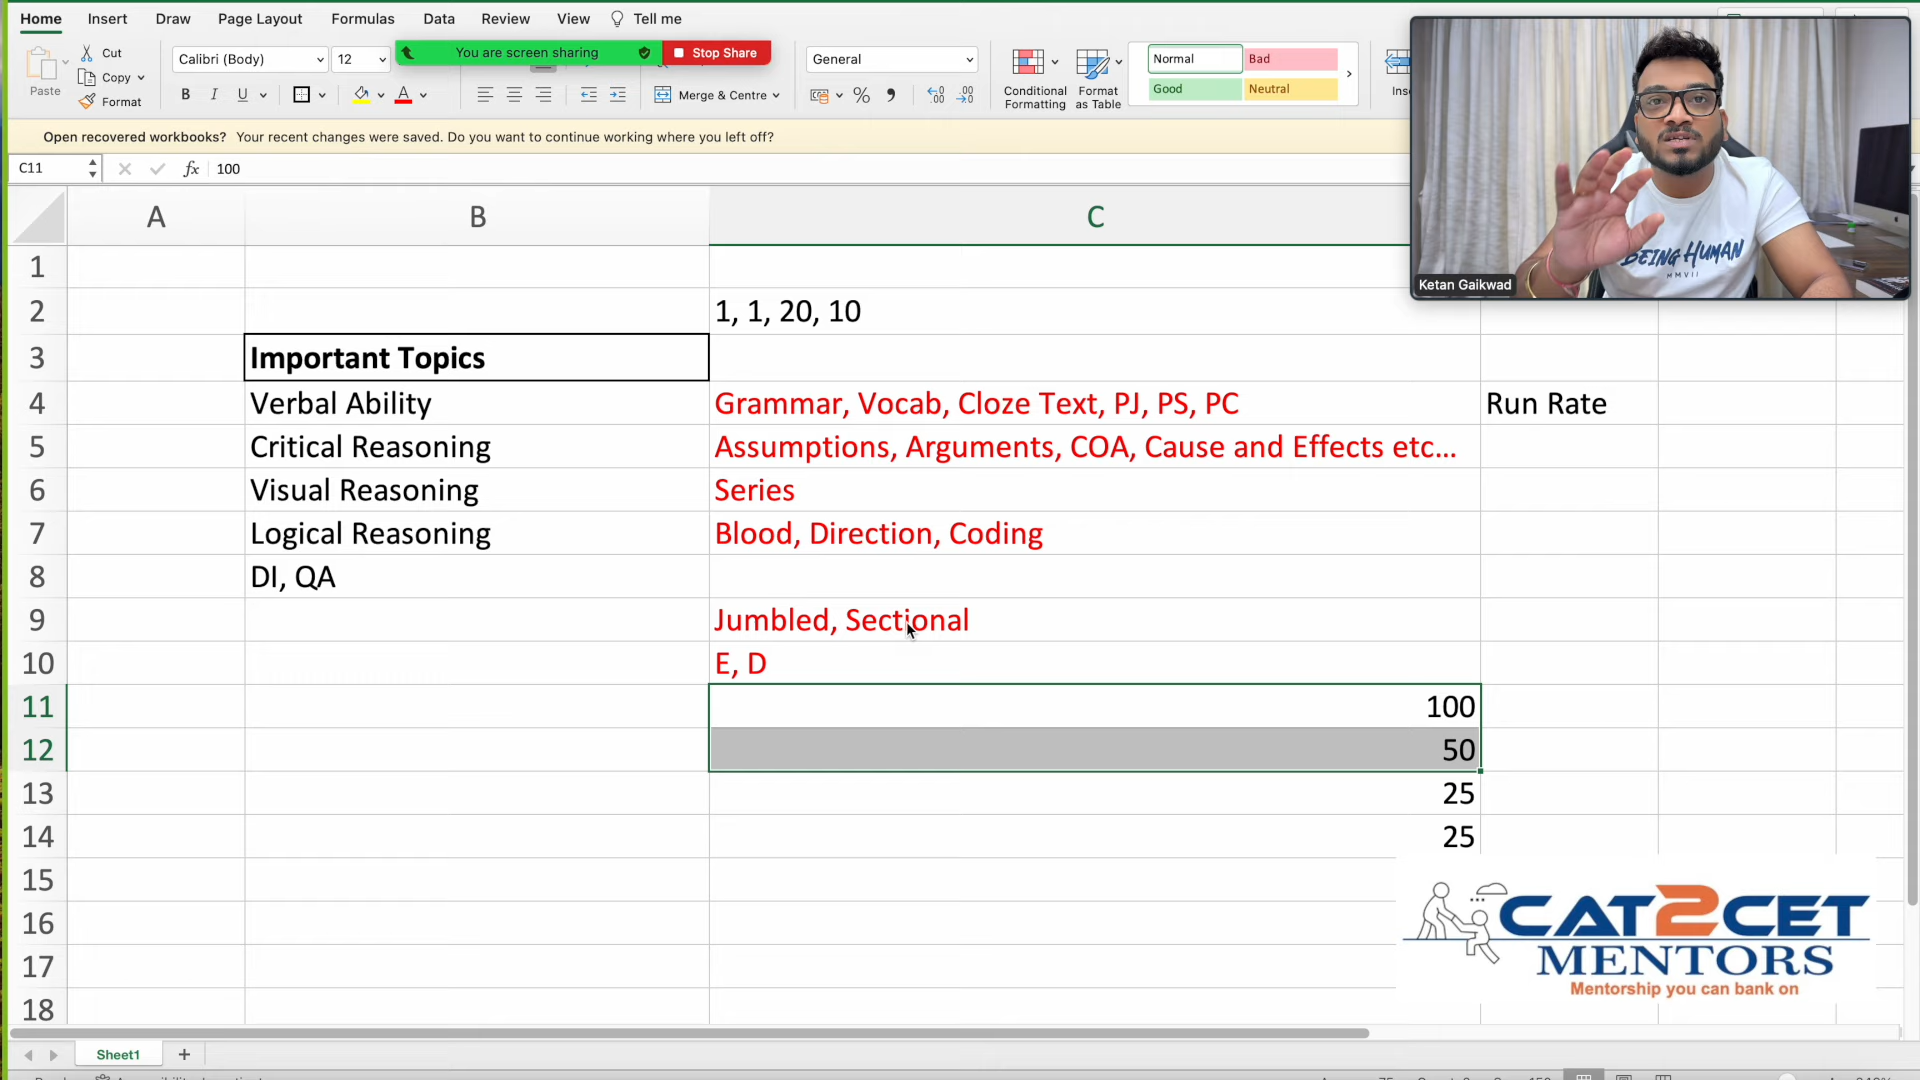 Home Insert Draw Page Layout Formulas Data Review View Tell me
Paste
Cut
Copy
Format
Calibri (Body) 12
You are screen sharing Stop Share
B I U A
Merge & Centre
General
%
Conditional Formatting
Format as Table
Normal Bad
Good Neutral
Ins
Open recovered workbooks? Your recent changes were saved. Do you want to continue working where you left off?
C11 fx 100
BEING HUMAN
MMVII
Ketan Gaikwad
A B C
1
2 1, 1, 20, 10
3 Important Topics
4 Verbal Ability Grammar, Vocab, Cloze Text, PJ, PS, PC Run Rate
5 Critical Reasoning Assumptions, Arguments, COA, Cause and Effects etc...
6 Visual Reasoning Series
7 Logical Reasoning Blood, Direction, Coding
8 DI, QA
9 Jumbled, Sectional
10 E, D
11 100
12 50
13 25
14 25
15
16
17
18
CAT2CET
MENTORS
Mentorship you can bank on
Sheet1 +